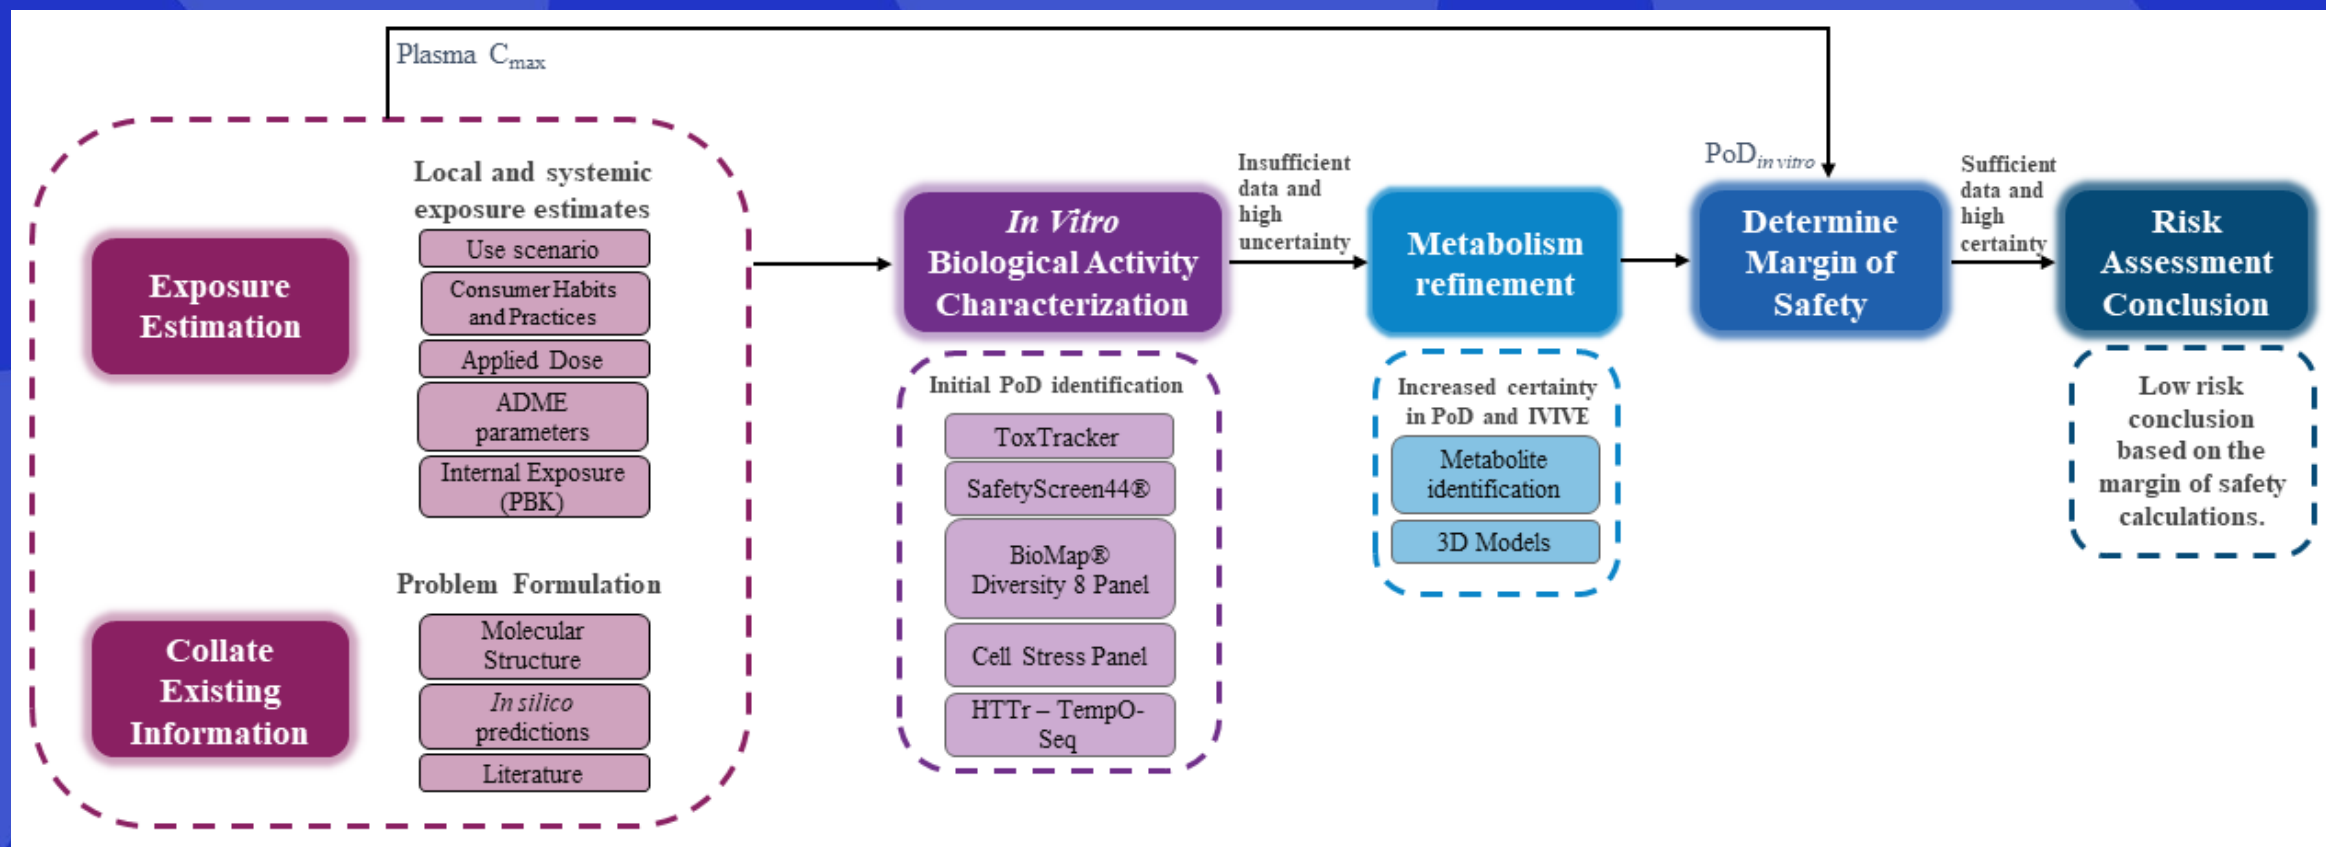 Plasma Cmax
Local and systemic
exposure estimates
Exposure
Estimation
Use scenario
Consumer Habits
and Practices
Applied Dose
ADME
parameters
Internal Exposure
(PBK)
Problem Formulation
Collate
Existing
Information
Molecular
Structure
In silico
predictions
Literature
In Vitro
Biological Activity
Characterization
Initial PoD identification
ToxTracker
SafetyScreen44®
BioMap®
Diversity 8 Panel
Cell Stress Panel
HTTr – TempO-
Seq
Insufficient
data and
high
uncertainty
Metabolism
refinement
Increased certainty
in PoD and IVIVE
Metabolite
identification
3D Models
PoDin vitro
Determine
Margin of
Safety
Sufficient
data and
high
certainty
Risk
Assessment
Conclusion
Low risk
conclusion
based on the
margin of safety
calculations.